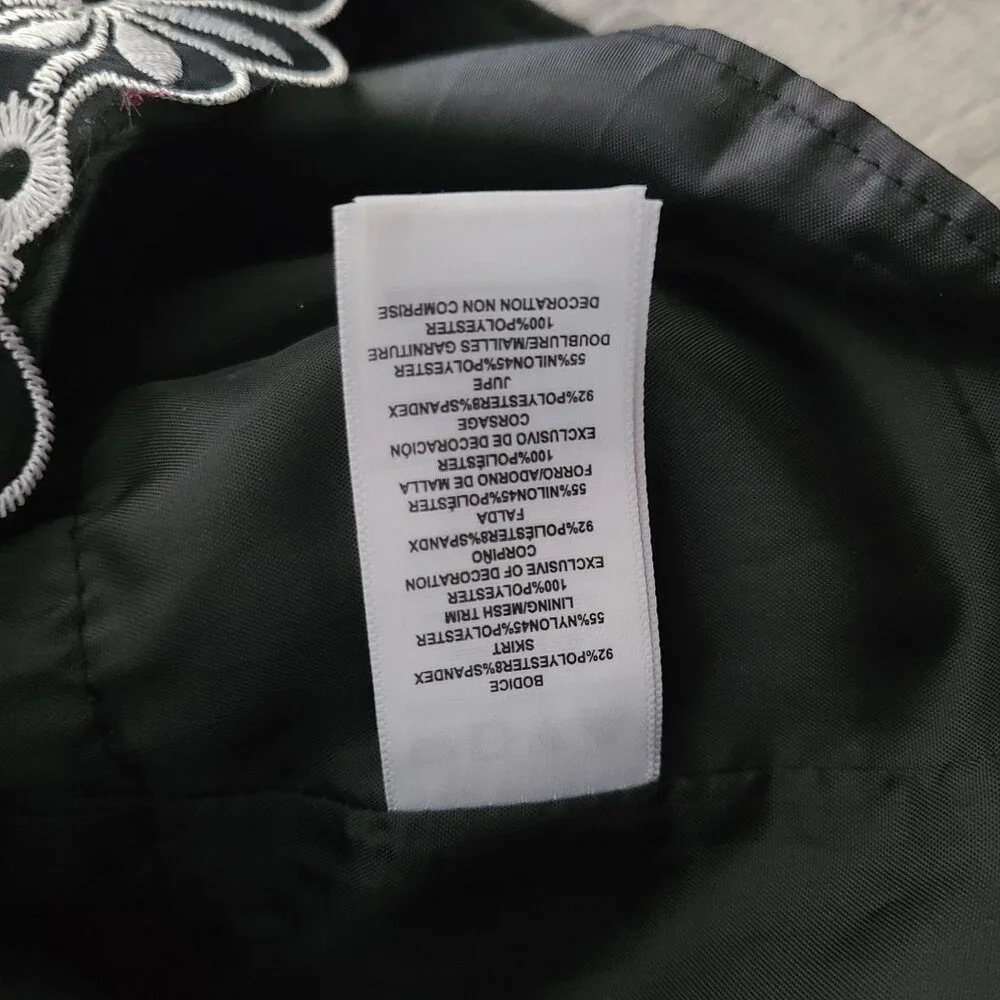 BODICE
92%POLYESTER8%SPANDEX
SKIRT
55%NYLON45%POLYESTER
LINING/MESH TRIM
100%POLYESTER
EXCLUSIVE OF DECORATION
CORPIÑO
92%POLIÉSTER8%SPANDX
FALDA
55%NILON45%POLIÉSTER
FORRO/ADORNO DE MALLA
100%POLIÉSTER
EXCLUSIVO DE DECORACIÓN
CORSAGE
92%POLYESTER8%SPANDEX
JUPE
55%NILON45%POLYESTER
DOUBLURE/MAILLES GARNITURE
100%POLYESTER
DECORATION NON COMPRISE